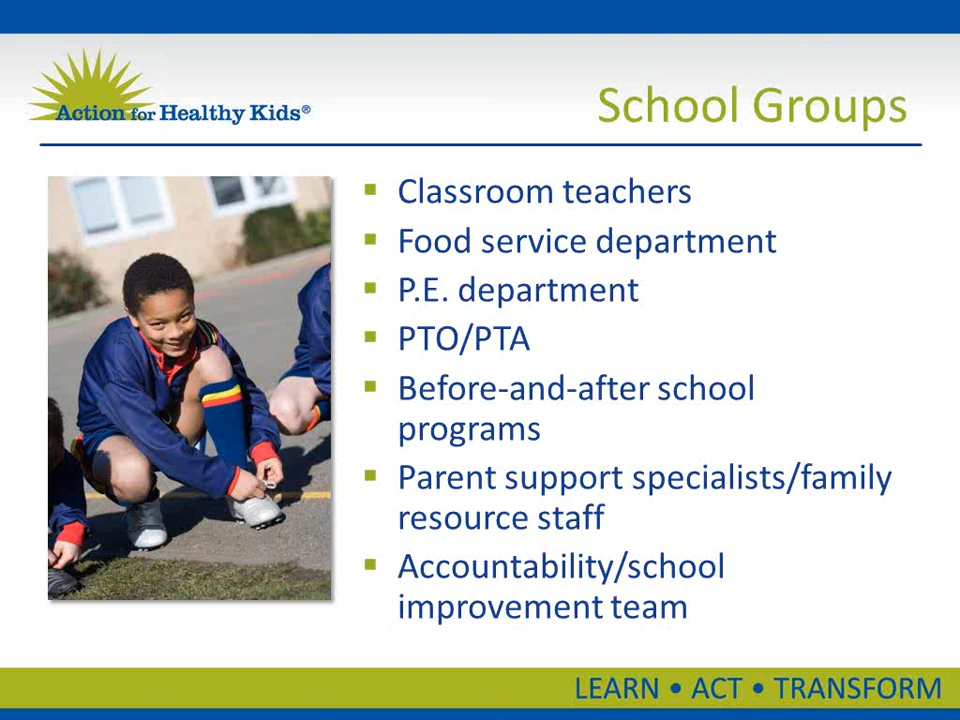 Action for Healthy Kids®
School Groups
▪ Classroom teachers
▪ Food service department
▪ P.E. department
▪ PTO/PTA
▪ Before-and-after school
programs
▪ Parent support specialists/family
resource staff
▪ Accountability/school
improvement team
LEARN • ACT • TRANSFORM